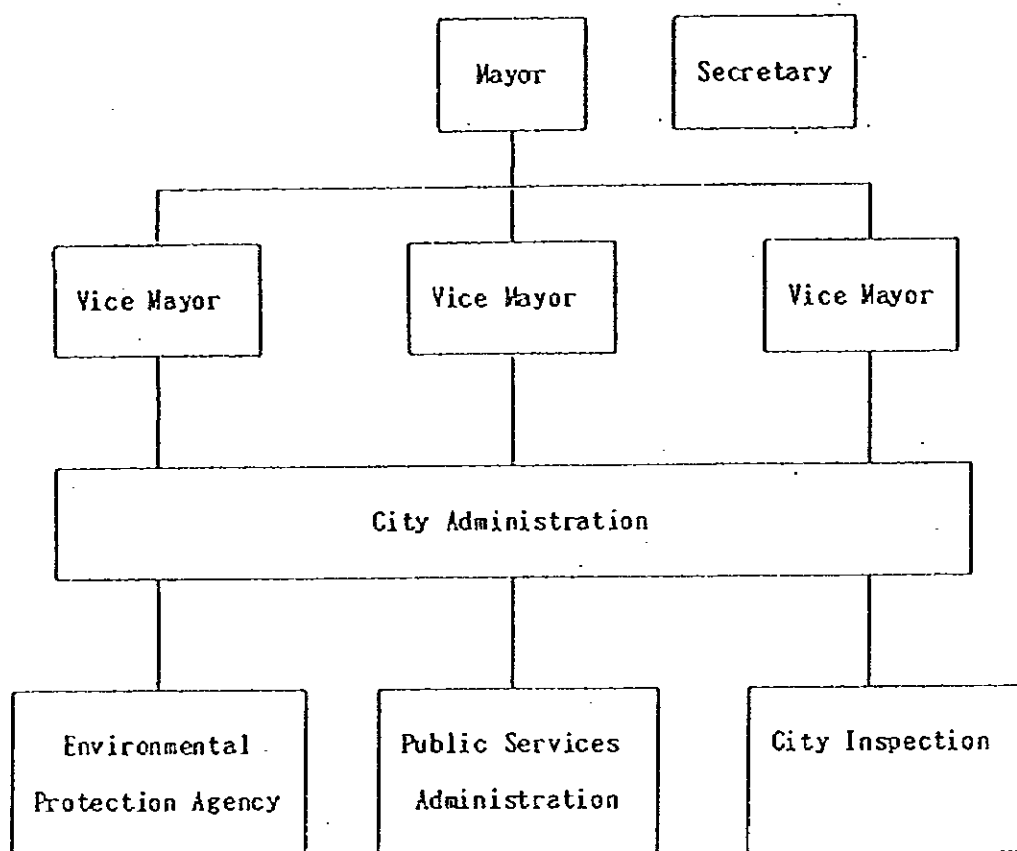 Mayor
Secretary
Vice Mayor
Vice Mayor
Vice Mayor
City Administration
Environmental
Protection Agency
Public Services
Administration
City Inspection